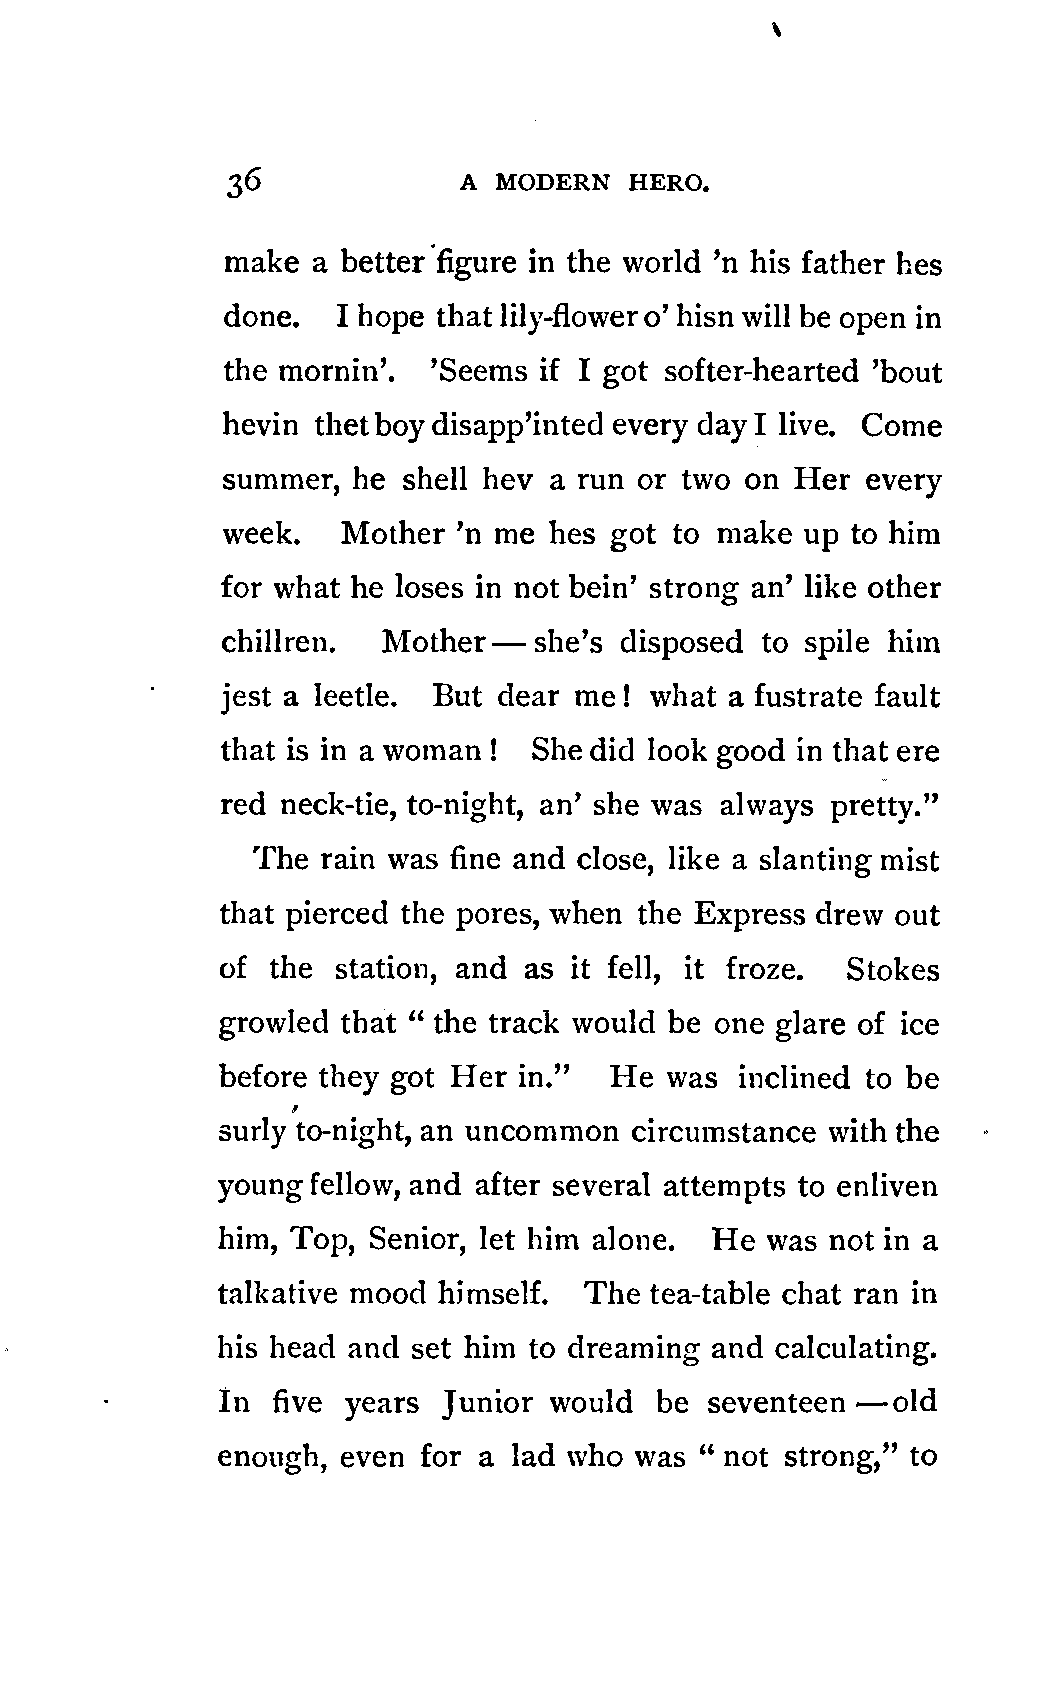 36 A MODERN HERO.
make a better figure in the world 'n his father hes
done. I hope that lily-flower o' hisn will be open in
the mornin'. 'Seems if I got softer-hearted 'bout
hevin thet boy disapp'inted every day I live. Come
summer, he shell hev a run or two on Her every
week. Mother 'n me hes got to make up to him
for what he loses in not bein' strong an' like other
chillren. Mother — she's disposed to spile him
jest a leetle. But dear me! what a fustrate fault
that is in a woman! She did look good in that ere
red neck-tie, to-night, an' she was always pretty."
The rain was fine and close, like a slanting mist
that pierced the pores, when the Express drew out
of the station, and as it fell, it froze. Stokes
growled that "the track would be one glare of ice
before they got Her in." He was inclined to be
surly to-night, an uncommon circumstance with the
young fellow, and after several attempts to enliven
him, Top, Senior, let him alone. He was not in a
talkative mood himself. The tea-table chat ran in
his head and set him to dreaming and calculating.
In five years Junior would be seventeen — old
enough, even for a lad who was "not strong," to